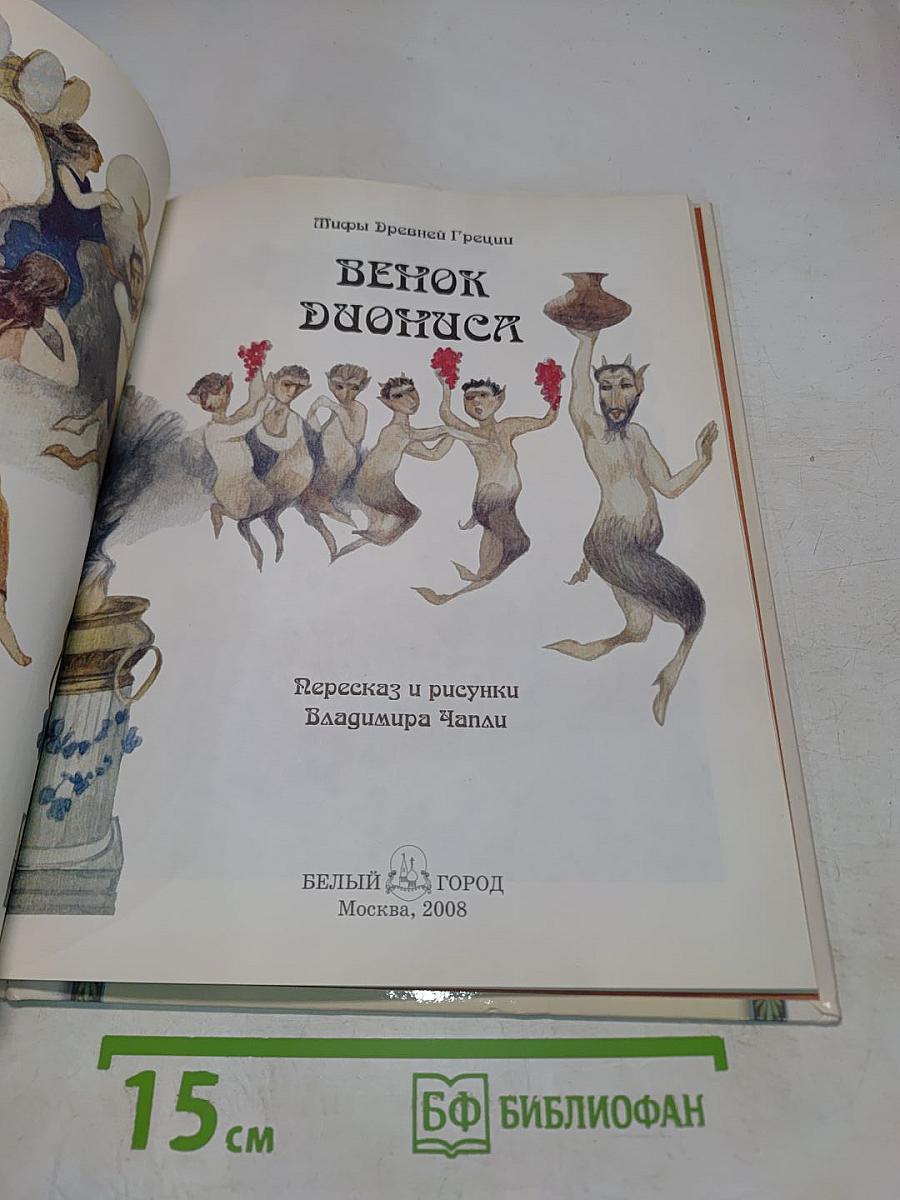 Мифы Древней Греции
ВЕНОК
ДИОНИСА
Пересказ и рисунки
Владимира Чапли
БЕЛЫЙ ГОРОД
Москва, 2008
15 см
БФ БИБЛИОФАН